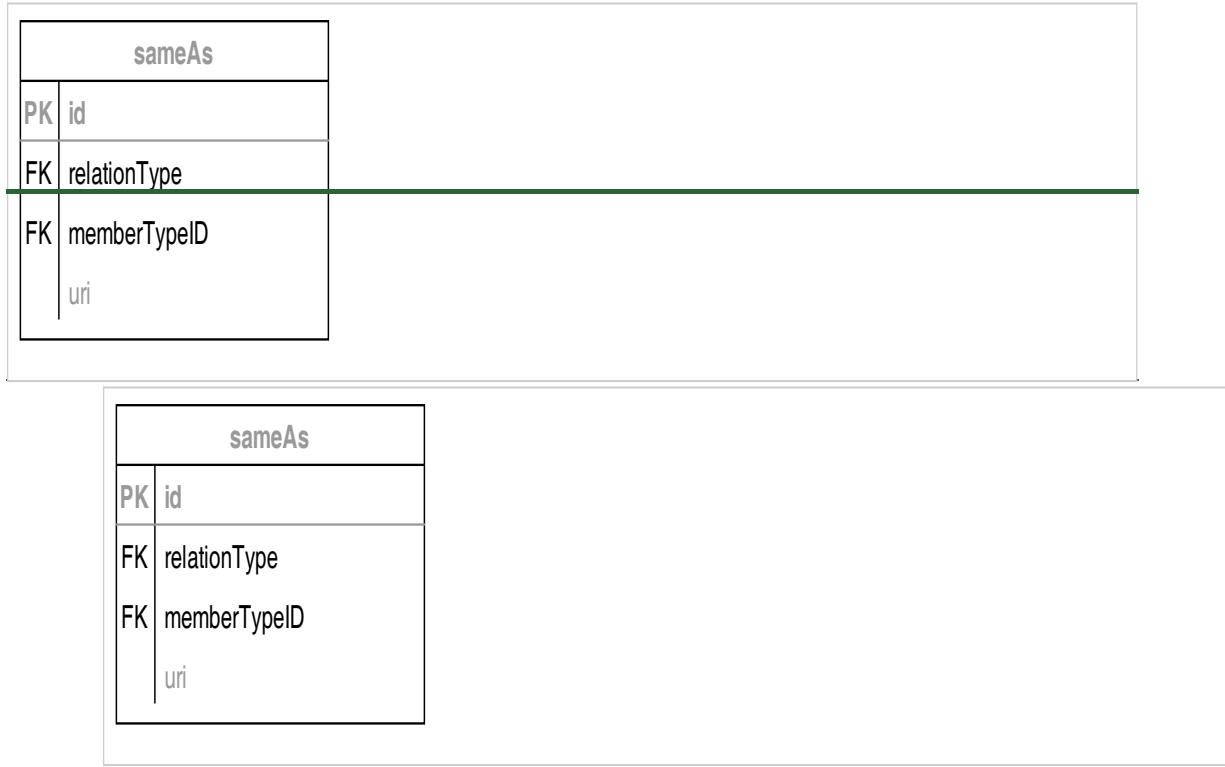 sameAs
PK id
FK relationType
FK memberTypeID
uri
sameAs
PK id
FK relationType
FK memberTypeID
uri